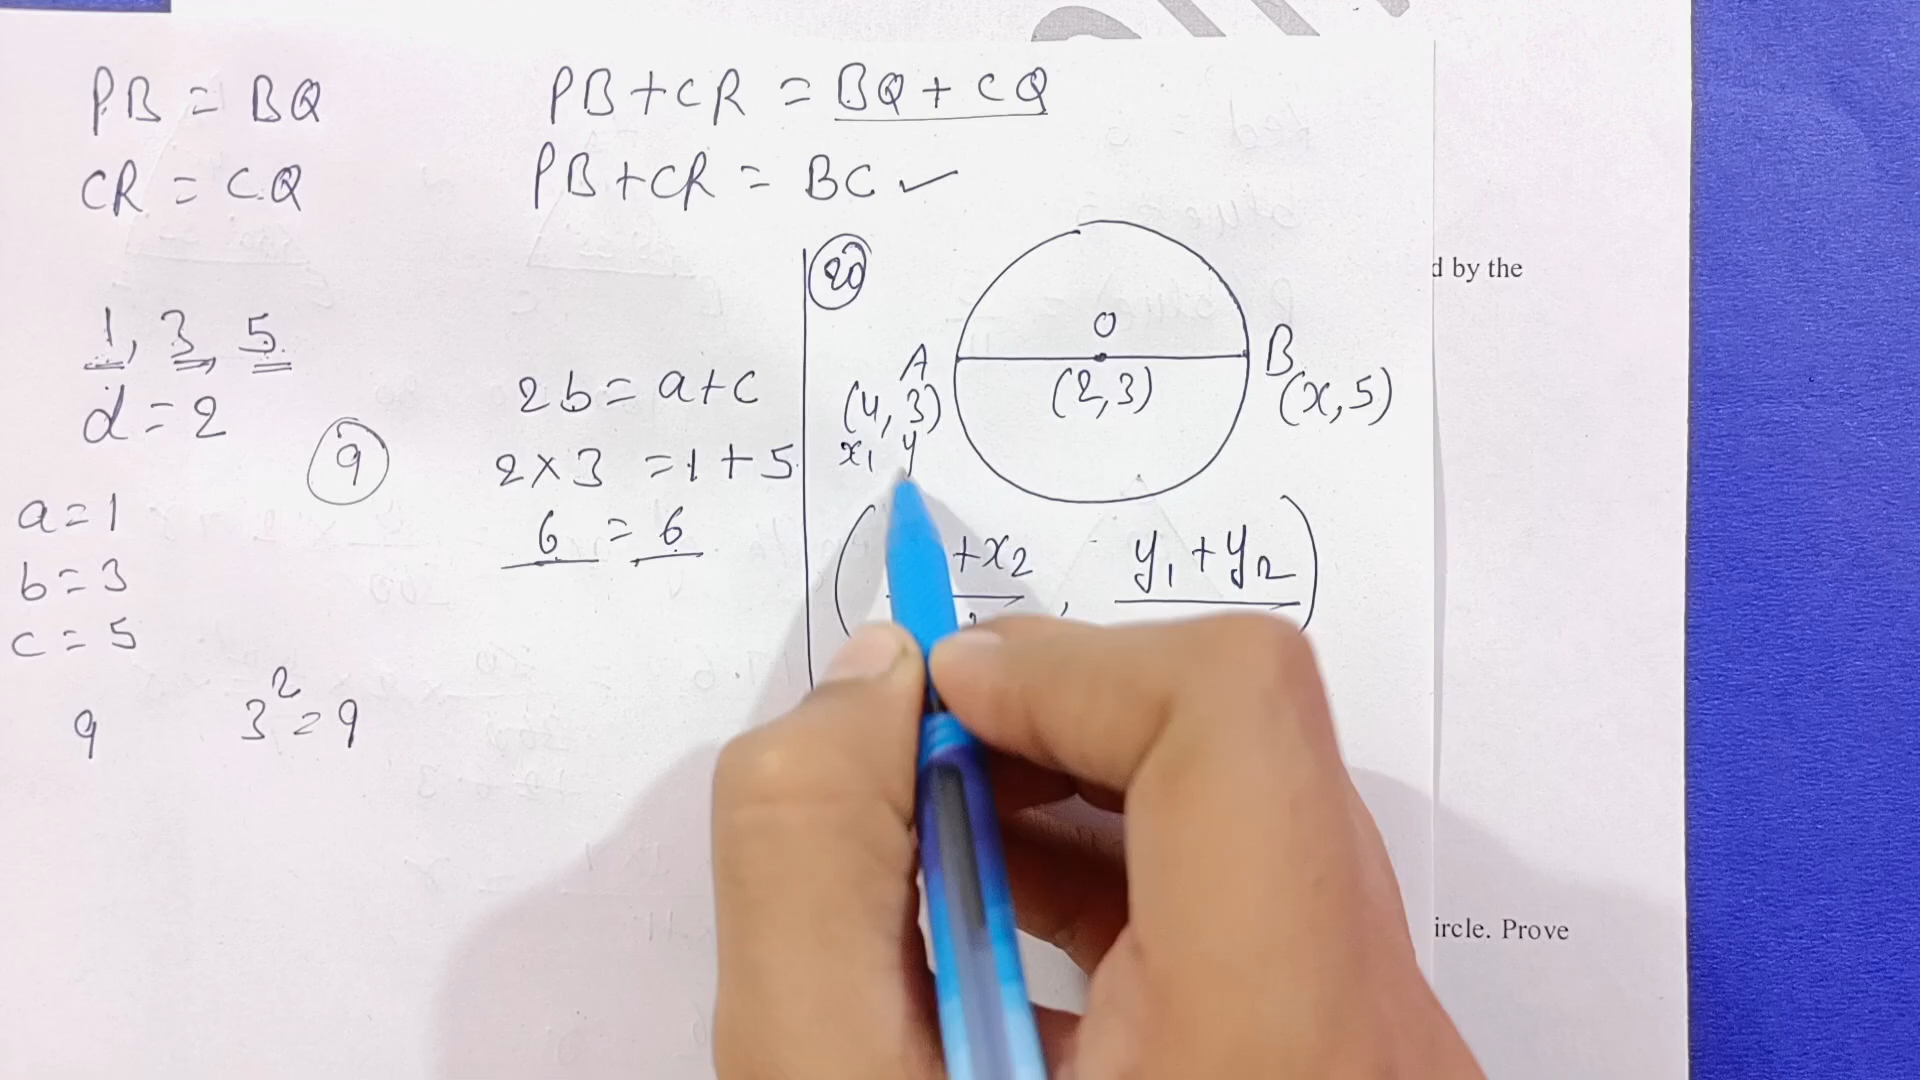 PB = BQ
CR = CQ
PB + CR = BQ + CQ
PB + CR = BC ✓
1, 3, 5
d = 2
a = 1
b = 3
c = 5
9
3² = 9
9
2b = a + c
2 × 3 = 1 + 5
6 = 6
20
O
A
B
(4, 3)
(2, 3)
(x, 5)
x₁ y
+ x₂ , y₁ + y₂
d by the
ircle. Prove